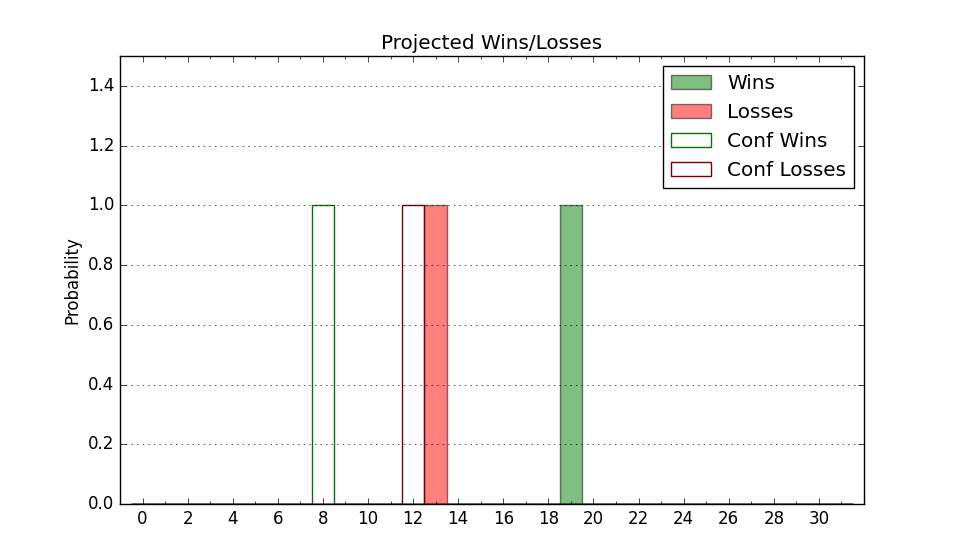 Projected Wins/Losses
Wins
Losses
Conf Wins
Conf Losses
Probability
1.4
1.2
1.0
0.8
0.6
0.4
0.2
0.0
0 2 4 6 8 10 12 14 16 18 20 22 24 26 28 30